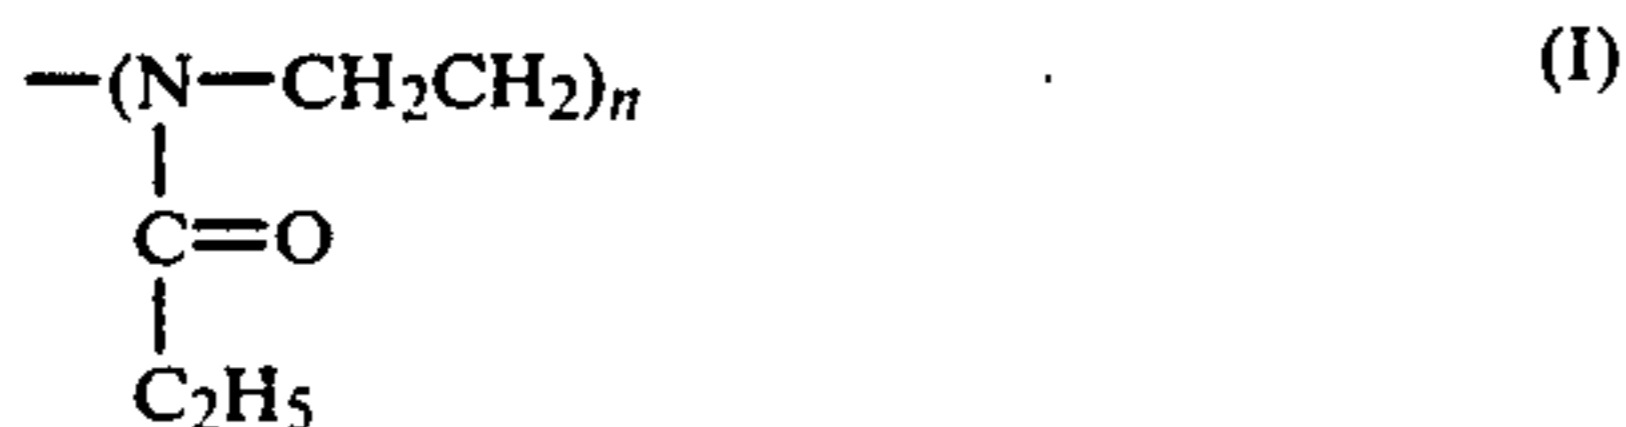 —(N—CH₂CH₂)ₙ (I)
C=O
C₂H₅